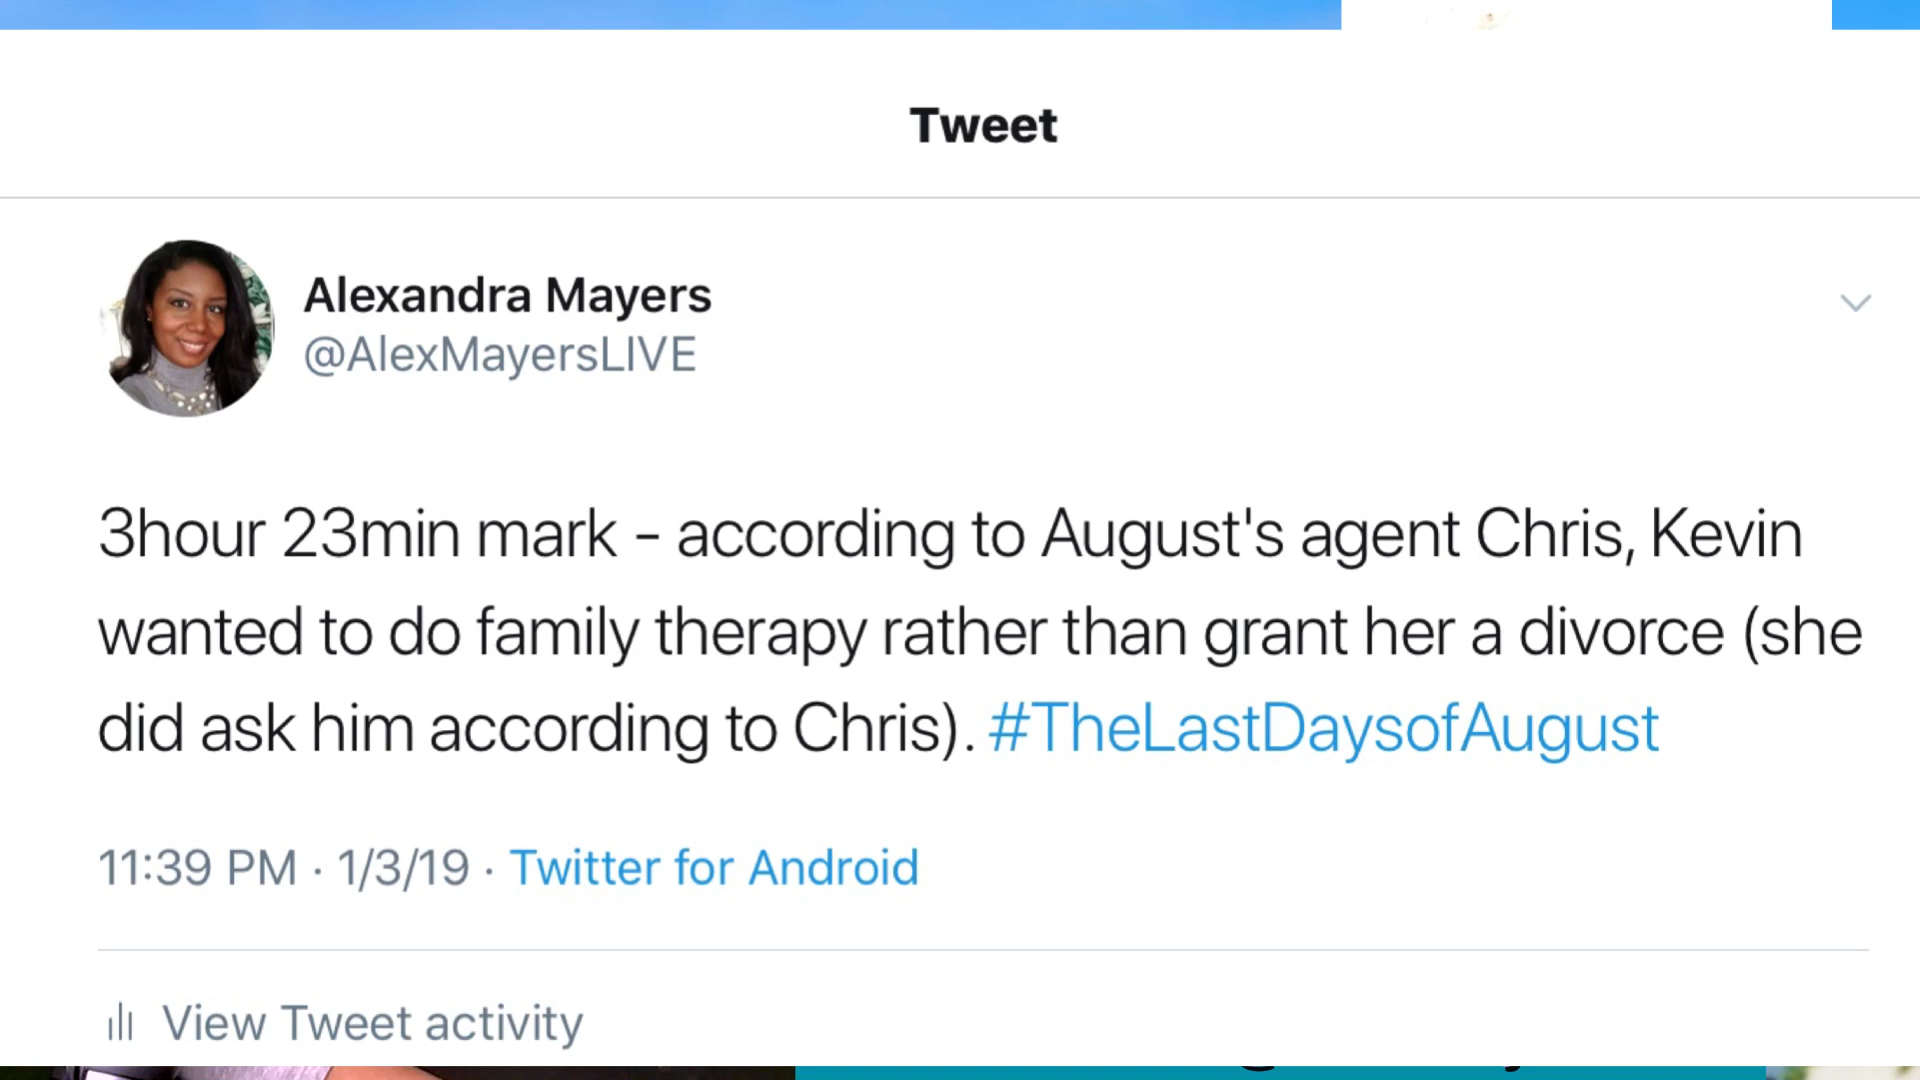 Tweet
Alexandra Mayers
@AlexMayersLIVE
3hour 23min mark - according to August's agent Chris, Kevin
wanted to do family therapy rather than grant her a divorce (she
did ask him according to Chris). #TheLastDaysofAugust
11:39 PM · 1/3/19 · Twitter for Android
View Tweet activity